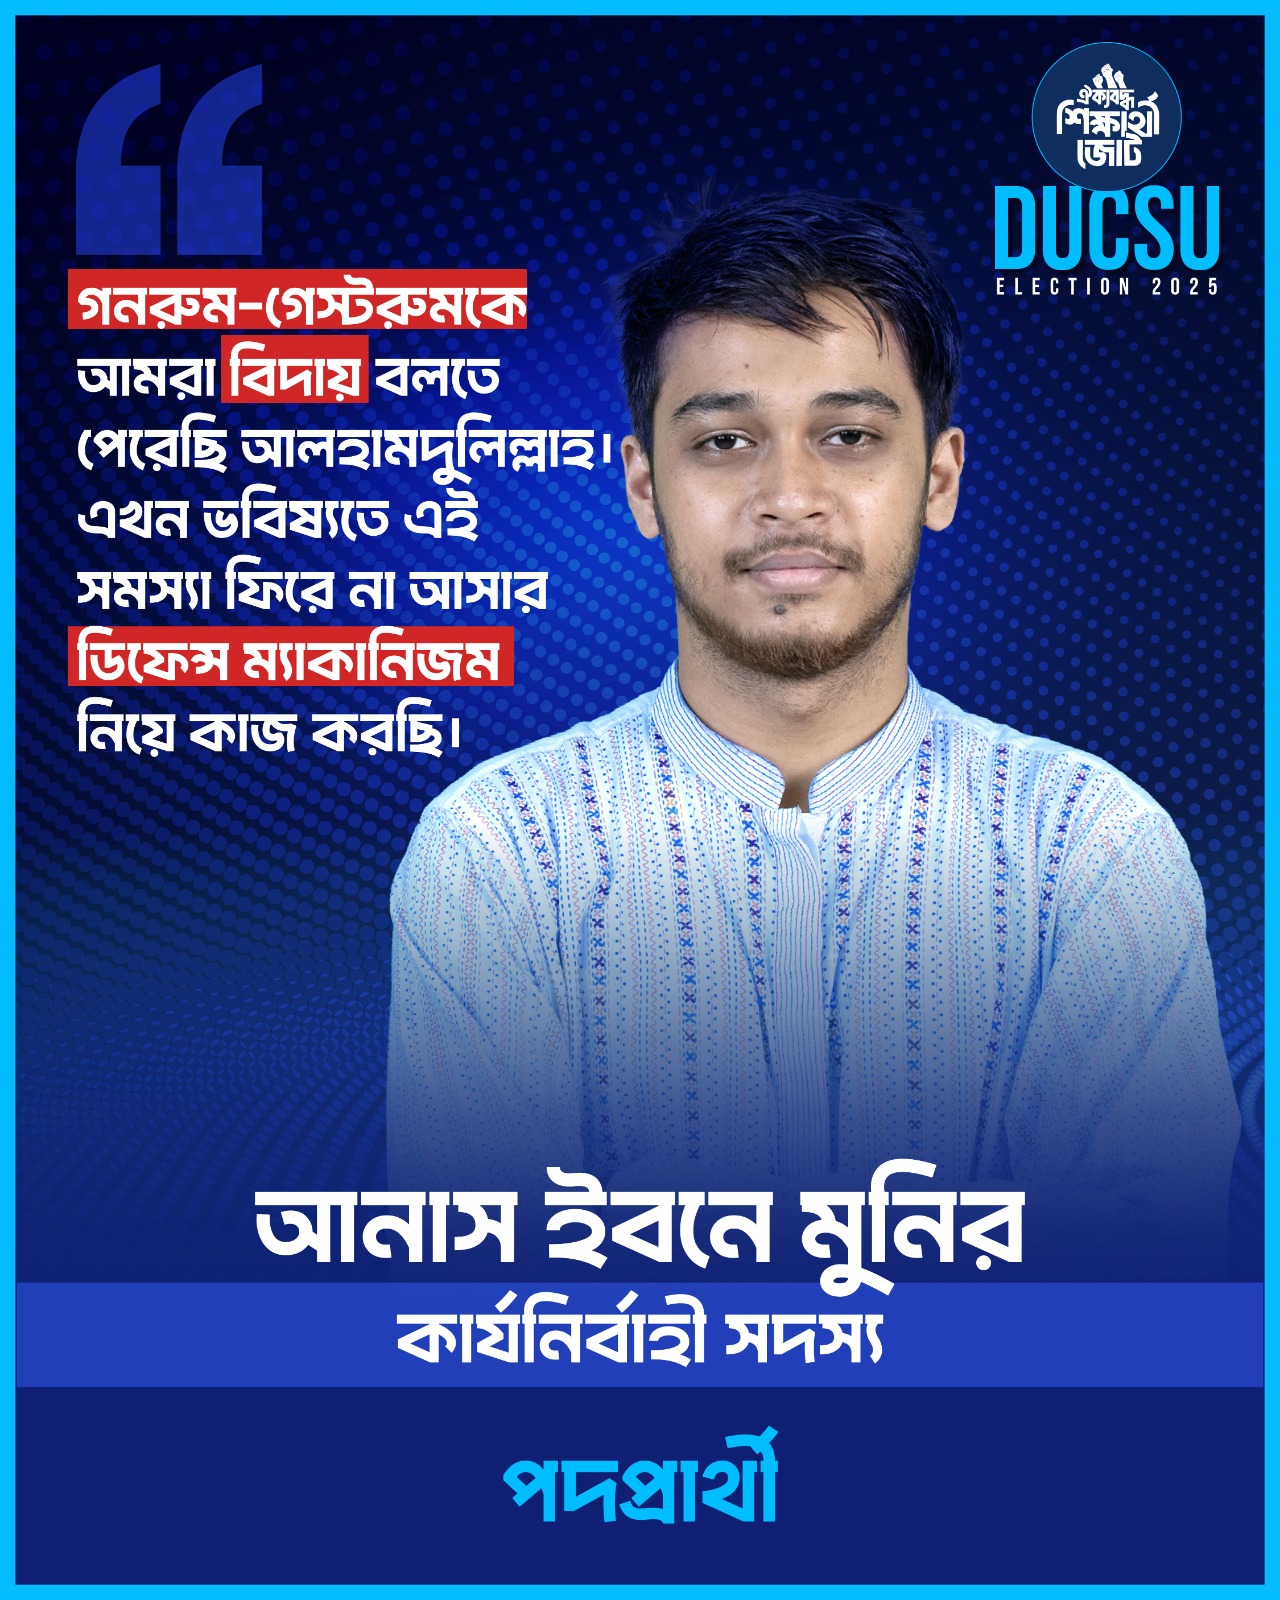 ঐক্যবদ্ধ
শিক্ষার্থী
জোট
DUCSU
ELECTION 2025
গনরুম-গেস্টরুমকে
আমরা বিদায় বলতে
পেরেছি আলহামদুলিল্লাহ।
এখন ভবিষ্যতে এই
সমস্যা ফিরে না আসার
ডিফেন্স ম্যাকানিজম
নিয়ে কাজ করছি।
আনাস ইবনে মুনির
কার্যনির্বাহী সদস্য
পদপ্রার্থী